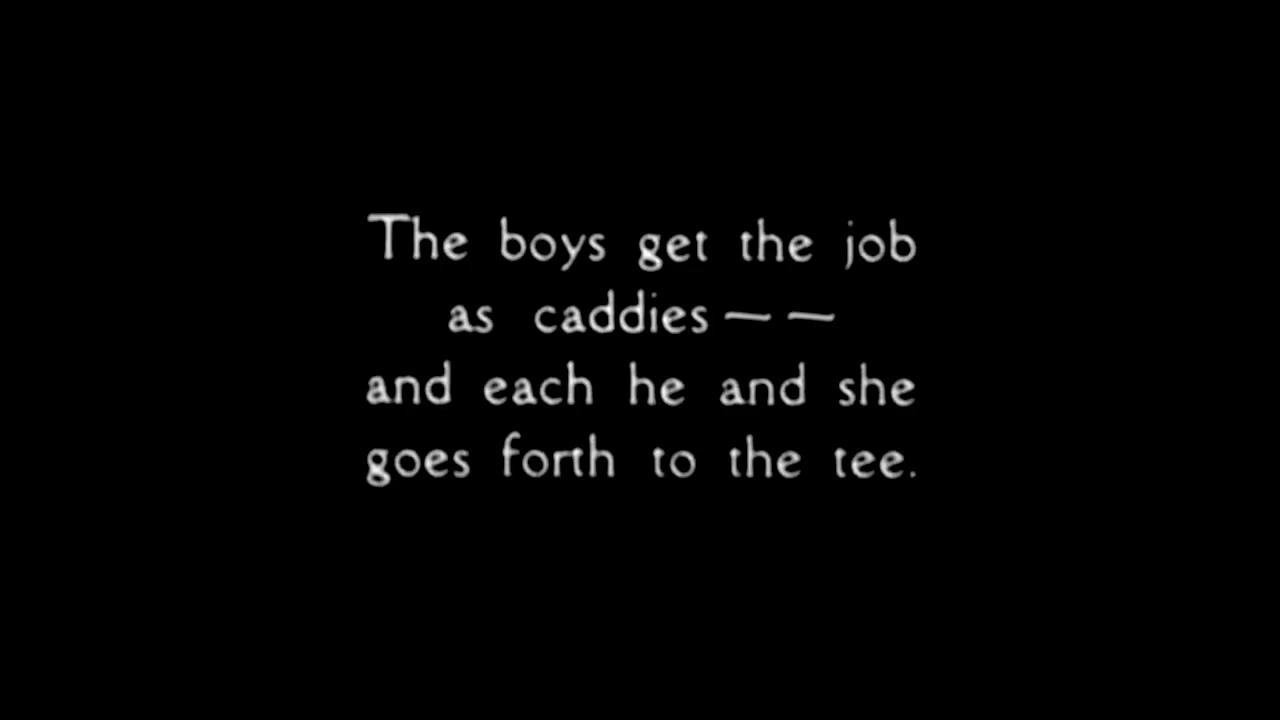 The boys get the job
as caddies — —
and each he and she
goes forth to the tee.